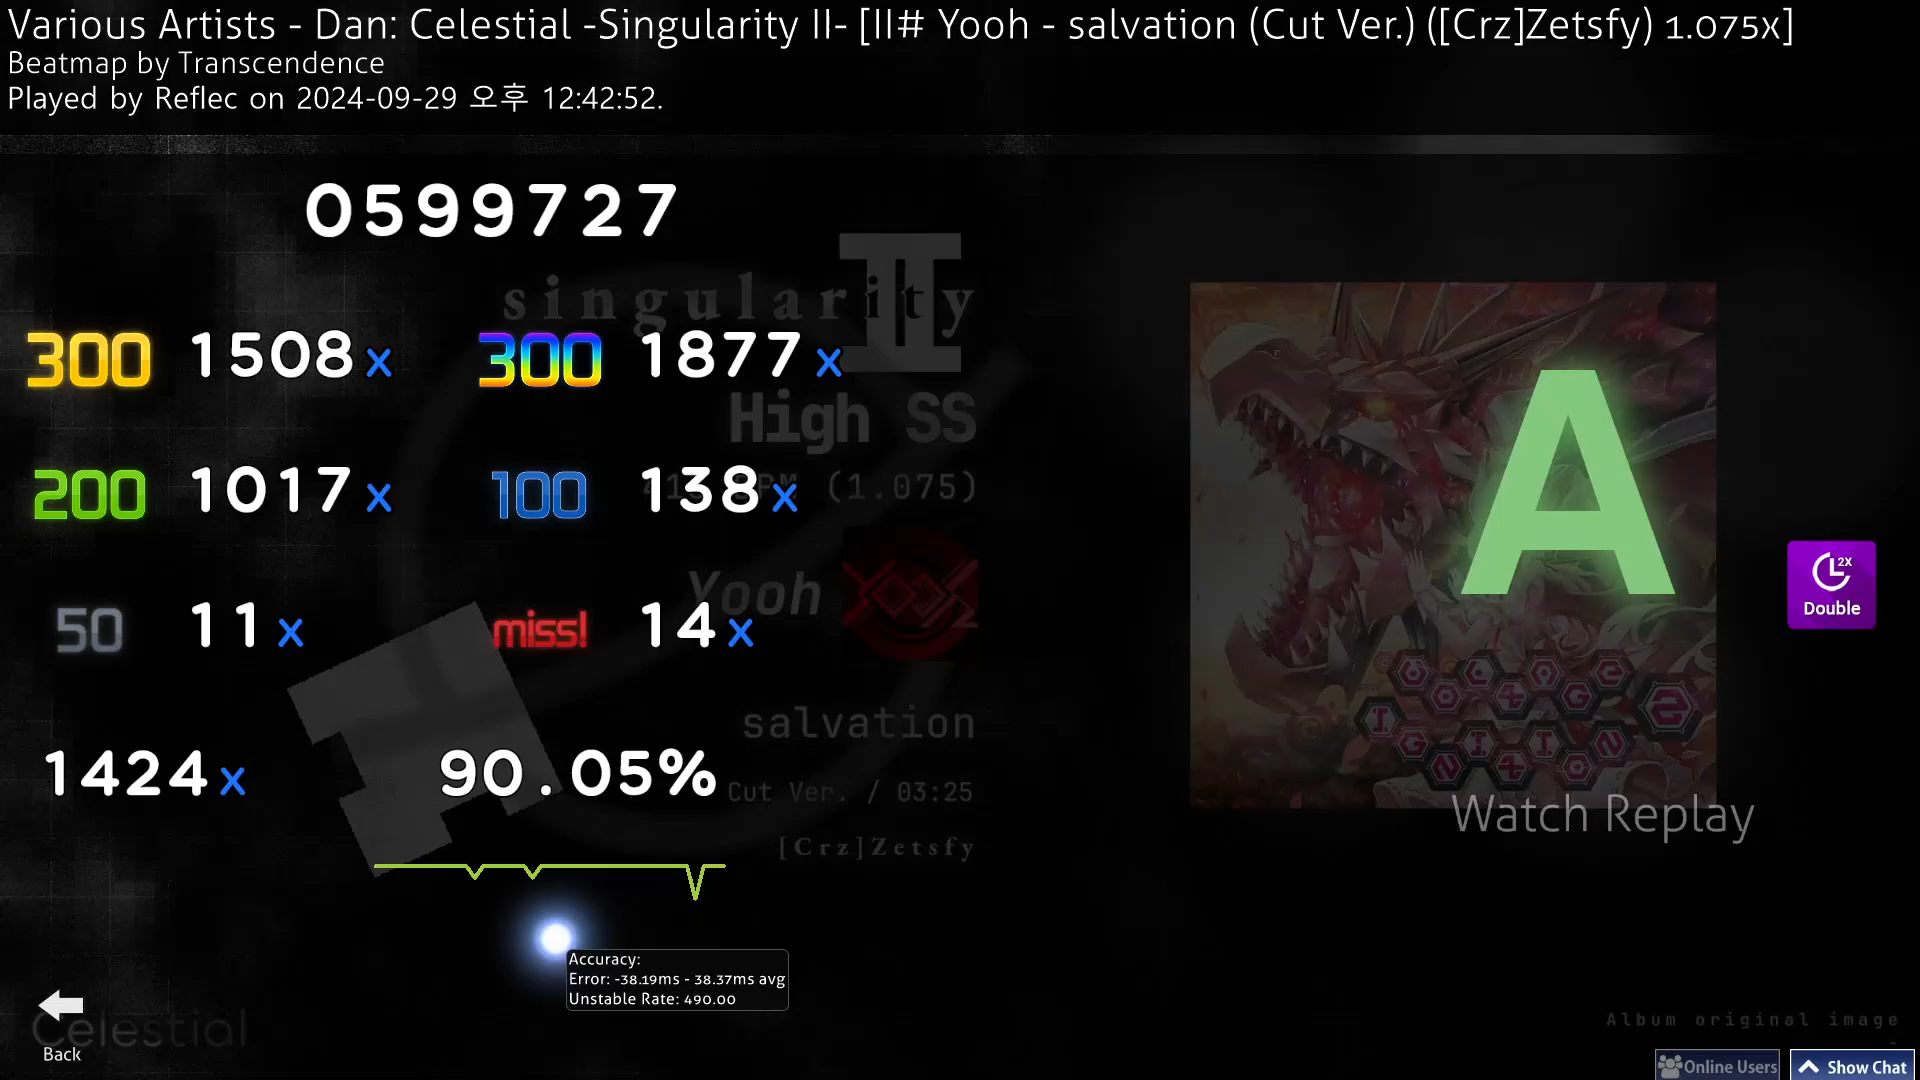 Various Artists - Dan: Celestial -Singularity II- [II# Yooh - salvation (Cut Ver.) ([Crz]Zetsfy) 1.075x]
Beatmap by Transcendence
Played by Reflec on 2024-09-29 오후 12:42:52.
0599727
II
singularity
300 1508x 300 1877x
High SS
200 1017x 100 138x
(1.075)
Yooh
50 11x miss! 14x
salvation
1424x 90.05%
Cut Ver. / 03:25
[Crz]Zetsfy
A
2X
Double
Watch Replay
Accuracy:
Error: -38.19ms - 38.37ms avg
Unstable Rate: 490.00
Celestial
Back
Album original image
Online Users
Show Chat